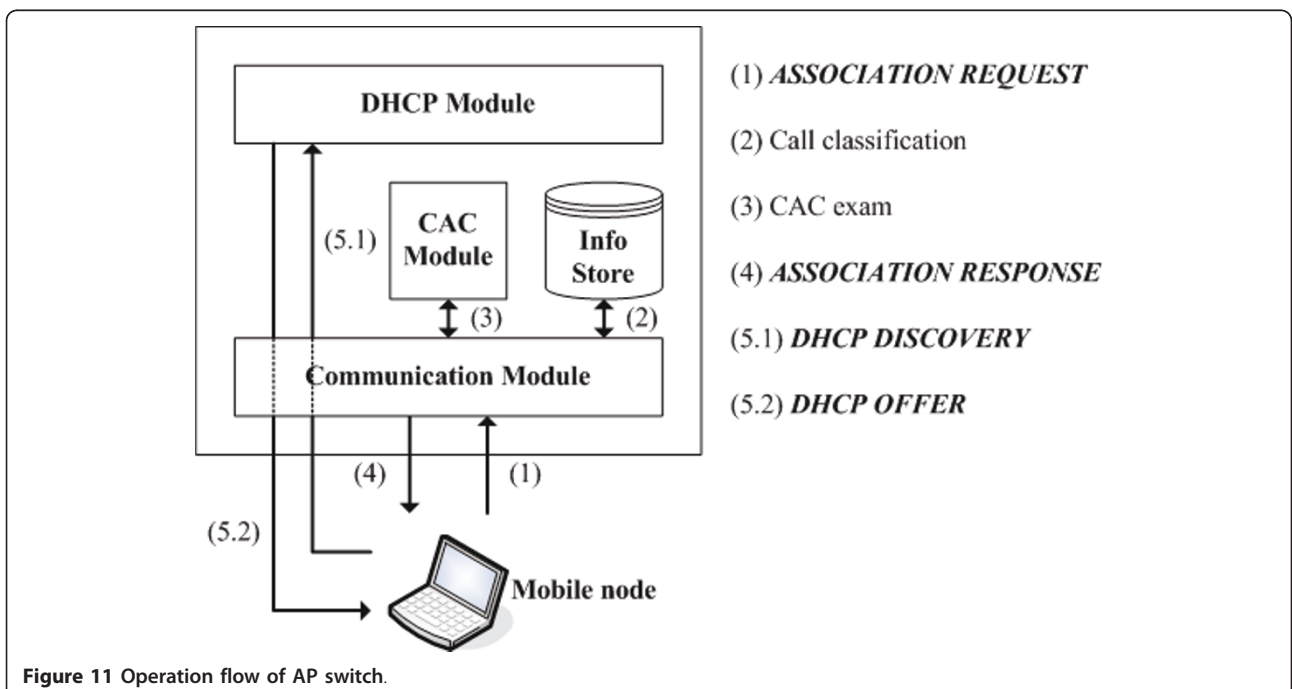 DHCP Module
CAC
Module
Info
Store
(5.1)
(3)
(2)
Communication Module
(4)
(1)
(5.2)
Mobile node
(1) ASSOCIATION REQUEST
(2) Call classification
(3) CAC exam
(4) ASSOCIATION RESPONSE
(5.1) DHCP DISCOVERY
(5.2) DHCP OFFER
Figure 11 Operation flow of AP switch.